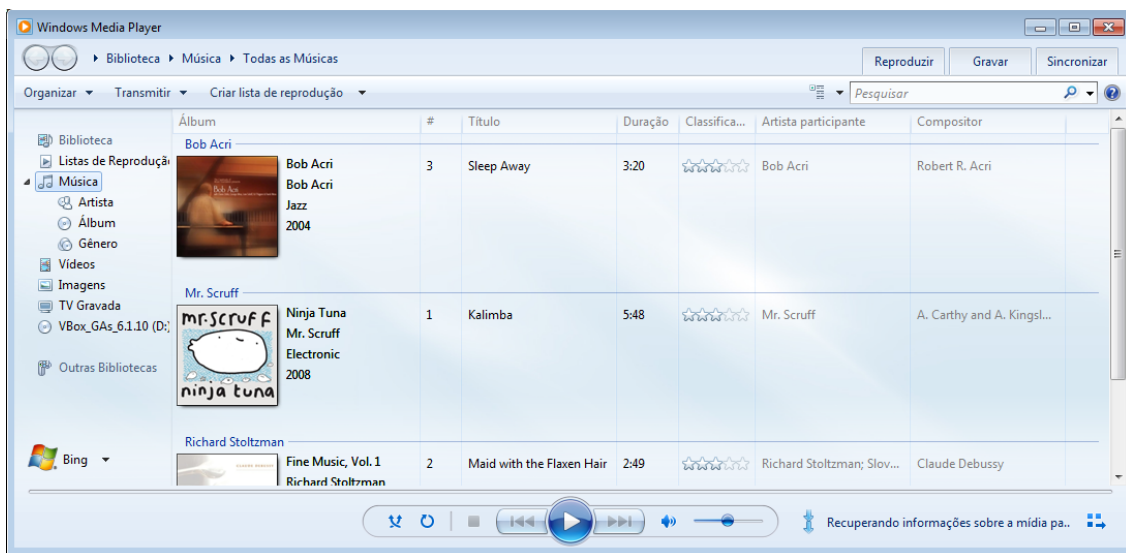 Windows Media Player
Biblioteca Música Todas as Músicas
Reproduzir Gravar Sincronizar
Organizar Transmitir Criar lista de reprodução Pesquisar
Álbum # Título Duração Classifica... Artista participante Compositor
Biblioteca
Listas de Reproduçã
Música
Artista
Álbum
Gênero
Vídeos
Imagens
TV Gravada
VBox_GAs_6.1.10 (D:)
Outras Bibliotecas
Bing
Bob Acri
Bob Acri
Bob Acri 3 Sleep Away 3:20 Bob Acri Robert R. Acri
Bob Acri
Jazz
2004
Mr. Scruff
mr.scruff
ninja tuna
Ninja Tuna 1 Kalimba 5:48 Mr. Scruff A. Carthy and A. Kingsl...
Mr. Scruff
Electronic
2008
Richard Stoltzman
Fine Music, Vol. 1 2 Maid with the Flaxen Hair 2:49 Richard Stoltzman; Slov... Claude Debussy
Richard Stoltzman
Recuperando informações sobre a mídia pa..